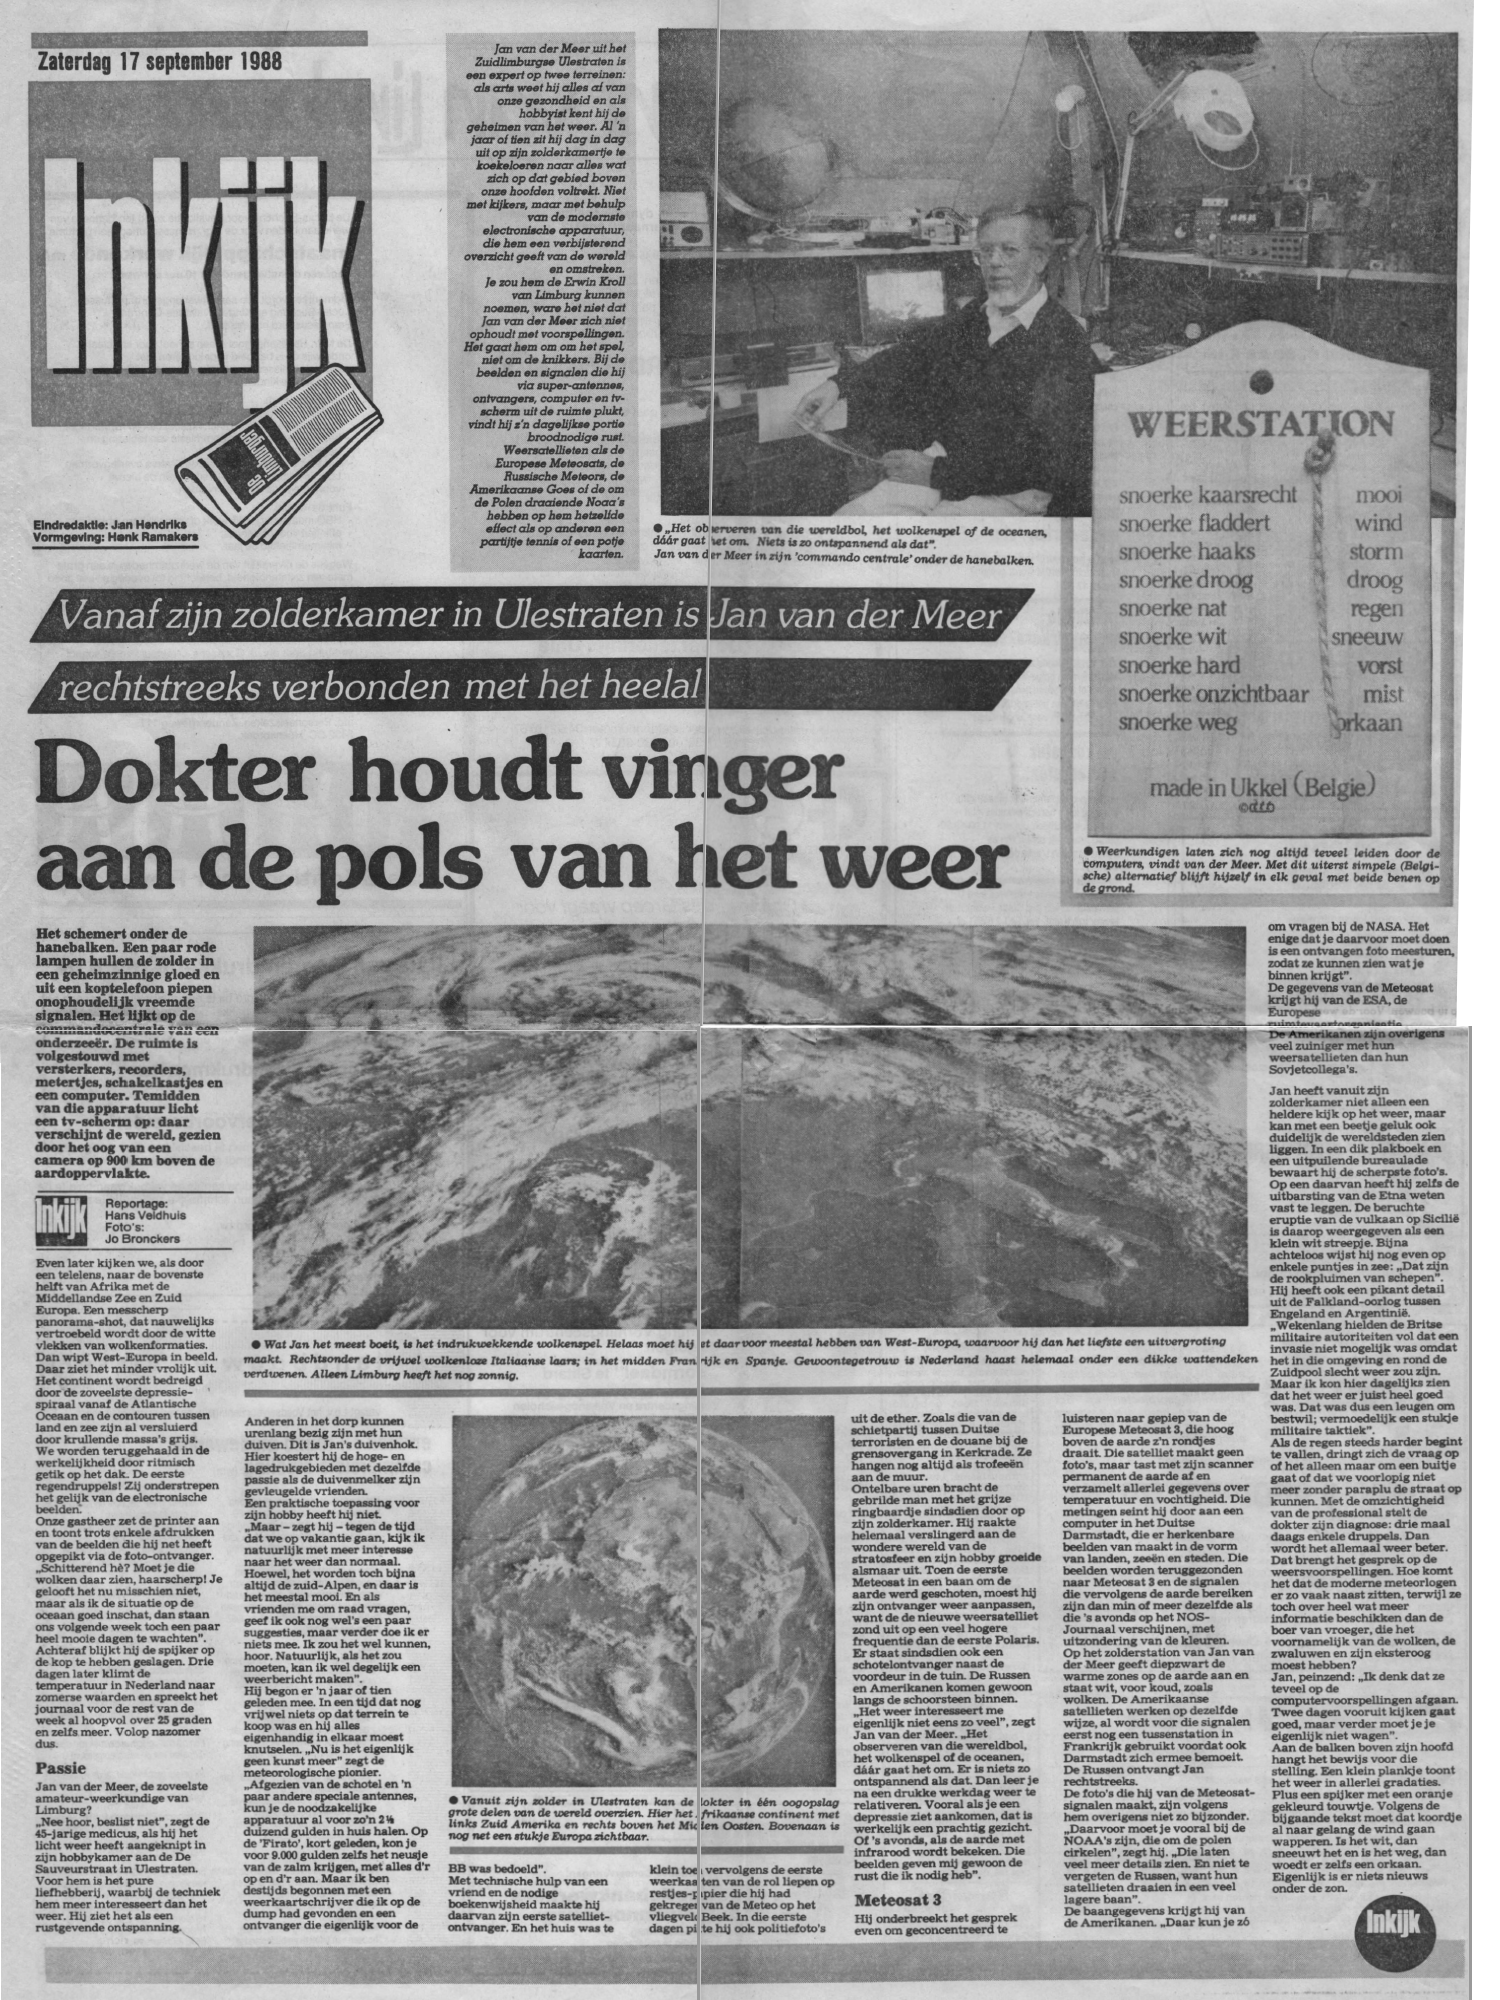 Zaterdag 17 september 1988
Inkijk
de limburger
Eindredaktie: Jan Hendriks
Vormgeving: Henk Ramakers
Jan van der Meer uit het
Zuidlimburgse Ulestraten is
een expert op twee terreinen:
als arts weet hij alles af van
onze gezondheid en als
hobbyist kent hij de
geheimen van het weer. Al 'n
jaar of tien zit hij dag in dag
uit op zijn zolderkamertje te
koekeloeren naar alles wat
zich op dat gebied boven
onze hoofden voltrekt. Niet
met kijkers, maar met behulp
van de modernste
electronische apparatuur,
die hem een verbijsterend
overzicht geeft van de wereld
en omstreken.
Je zou hem de Erwin Kroll
van Limburg kunnen
noemen, ware het niet dat
Jan van der Meer zich niet
ophoudt met voorspellingen.
Het gaat hem om het spel,
niet om de knikkers. Bij de
beelden en signalen die hij
via super-antennes,
ontvangers, computer en tv-
scherm uit de ruimte plukt,
vindt hij z'n dagelijkse portie
broodnodige rust.
Weersatellieten als de
Europese Meteosats, de
Russische Meteors, de
Amerikaanse Goes of de om
de Polen draaiende Noaa's
hebben op hem hetzelfde
effect als op anderen een
partijtje tennis of een potje
kaarten.
● „Het observeren van die wereldbol, het wolkenspel of de oceanen,
dáár gaat het om. Niets is zo ontspannend als dat".
Jan van der Meer in zijn 'commando centrale' onder de hanebalken.
WEERSTATION
snoerke kaarsrecht mooi
snoerke fladdert wind
snoerke haaks storm
snoerke droog droog
snoerke nat regen
snoerke wit sneeuw
snoerke hard vorst
snoerke onzichtbaar mist
snoerke weg orkaan
made in Ukkel (Belgie)
● Weerkundigen laten zich nog altijd teveel leiden door de
computers, vindt van der Meer. Met dit uiterst simpele (Belgi-
sche) alternatief blijft hijzelf in elk geval met beide benen op
de grond.
Vanaf zijn zolderkamer in Ulestraten is Jan van der Meer
rechtstreeks verbonden met het heelal
Dokter houdt vinger
aan de pols van het weer
Het schemert onder de
hanebalken. Een paar rode
lampen hullen de zolder in
een geheimzinnige gloed en
uit een koptelefoon piepen
onophoudelijk vreemde
signalen. Het lijkt op de
commandocentrale van een
onderzeeër. De ruimte is
volgestouwd met
versterkers, recorders,
metertjes, schakelkastjes en
een computer. Temidden
van die apparatuur licht
een tv-scherm op: daar
verschijnt de wereld, gezien
door het oog van een
camera op 900 km boven de
aardoppervlakte.
Inkijk
Reportage:
Hans Veldhuis
Foto's:
Jo Bronckers
Even later kijken we, als door
een telelens, naar de bovenste
helft van Afrika met de
Middellandse Zee en Zuid
Europa. Een messcherp
panorama-shot, dat nauwelijks
vertroebeld wordt door de witte
vlekken van wolkenformaties.
Dan wipt West-Europa in beeld.
Daar ziet het minder vrolijk uit.
Het continent wordt bedreigd
door de zoveelste depressie-
spiraal vanaf de Atlantische
Oceaan en de contouren tussen
land en zee zijn al versluierd
door krullende massa's grijs.
We worden teruggehaald in de
werkelijkheid door ritmisch
getik op het dak. De eerste
regendruppels! Zij onderstrepen
het gelijk van de electronische
beelden.
Onze gastheer zet de printer aan
en toont trots enkele afdrukken
van de beelden die hij net heeft
opgepikt via de foto-ontvanger.
„Schitterend hè? Moet je die
wolken daar zien, haarscherp! Je
gelooft het nu misschien niet,
maar als ik de situatie op de
oceaan goed inschat, dan staan
ons volgende week toch een paar
heel mooie dagen te wachten".
Achteraf blijkt hij de spijker op
de kop te hebben geslagen. Drie
dagen later klimt de
temperatuur in Nederland naar
zomerse waarden en spreekt het
journaal voor de rest van de
week al hoopvol over 25 graden
en zelfs meer. Volop nazomer
dus.
Passie
Jan van der Meer, de zoveelste
amateur-weerkundige van
Limburg?
„Nee hoor, beslist niet", zegt de
45-jarige medicus, als hij het
licht weer heeft aangeknipt in
zijn hobbykamer aan de De
Sauveurstraat in Ulestraten.
Voor hem is het pure
liefhebberij, waarbij de techniek
hem meer interesseert dan het
weer. Hij ziet het als een
rustgevende ontspanning.
● Wat Jan het meest boeit, is het indrukwekkende wolkenspel. Helaas moet hij het daarvoor meestal hebben van West-Europa, waarvoor hij dan het liefste een uitvergroting
maakt. Rechtsonder de vrijwel wolkenloze Italiaanse laars; in het midden Frankrijk en Spanje. Gewoontegetrouw is Nederland haast helemaal onder een dikke wattendeken
verdwenen. Alleen Limburg heeft het nog zonnig.
Anderen in het dorp kunnen
urenlang bezig zijn met hun
duiven. Dit is Jan's duivenhok.
Hier koestert hij de hoge- en
lagedrukgebieden met dezelfde
passie als de duivenmelker zijn
gevleugelde vrienden.
Een praktische toepassing voor
zijn hobby heeft hij niet.
„Maar – zegt hij – tegen de tijd
dat we op vakantie gaan, kijk ik
natuurlijk met meer interesse
naar het weer dan normaal.
Hoewel, het worden toch bijna
altijd de zuid-Alpen, en daar is
het meestal mooi. En als
vrienden me om raad vragen,
geef ik ook nog wel's een paar
suggesties, maar verder doe ik er
niets mee. Ik zou het wel kunnen,
hoor. Natuurlijk, als het zou
moeten, kan ik wel degelijk een
weerbericht maken".
Hij begon er 'n jaar of tien
geleden mee. In een tijd dat nog
vrijwel niets op dat terrein te
koop was en hij alles
eigenhandig in elkaar moest
knutselen. „Nu is het eigenlijk
geen kunst meer" zegt de
meteorologische pionier.
„Afgezien van de schotel en 'n
paar andere speciale antennes,
kun je de noodzakelijke
apparatuur al voor zo'n 2½
duizend gulden in huis halen. Op
de 'Firato', kort geleden, kon je
voor 9.000 gulden zelfs het neusje
van de zalm krijgen, met alles d'r
op en d'r aan. Maar ik ben
destijds begonnen met een
weerkaartschrijver die ik op de
dump had gevonden en een
ontvanger die eigenlijk voor de
● Vanuit zijn zolder in Ulestraten kan de dokter in één oogopslag
grote delen van de wereld overzien. Hier het Afrikaanse continent met
links Zuid Amerika en rechts boven het Midden Oosten. Bovenaan is
nog net een stukje Europa zichtbaar.
BB was bedoeld".
Met technische hulp van een
vriend en de nodige
boekenwijsheid maakte hij
daarvan zijn eerste satelliet-
ontvanger. En het huis was te
klein toen vervolgens de eerste
weerkaarten van de rol liepen op
restjes-papier die hij had
gekregen van de Meteo op het
vliegveld Beek. In die eerste
dagen pikte hij ook politiefoto's
uit de ether. Zoals die van de
schietpartij tussen Duitse
terroristen en de douane bij de
grensovergang in Kerkrade. Ze
hangen nog altijd als trofeeën
aan de muur.
Ontelbare uren bracht de
gebrilde man met het grijze
ringbaardje sindsdien door op
zijn zolderkamer. Hij raakte
helemaal verslingerd aan de
wondere wereld van de
stratosfeer en zijn hobby groeide
alsmaar uit. Toen de eerste
Meteosat in een baan om de
aarde werd geschoten, moest hij
zijn ontvanger weer aanpassen,
want de de nieuwe weersatelliet
zond uit op een veel hogere
frequentie dan de eerste Polaris.
Er staat sindsdien ook een
schotelontvanger naast de
voordeur in de tuin. De Russen
en Amerikanen komen gewoon
langs de schoorsteen binnen.
„Het weer interesseert me
eigenlijk niet eens zo veel", zegt
Jan van der Meer. „Het
observeren van die wereldbol,
het wolkenspel of de oceanen,
dáár gaat het om. Er is niets zo
ontspannend als dat. Dan leer je
na een drukke werkdag weer te
relativeren. Vooral als je een
depressie ziet aankomen, dat is
werkelijk een prachtig gezicht.
Of 's avonds, als de aarde met
infrarood wordt bekeken. Die
beelden geven mij gewoon de
rust die ik nodig heb".
Meteosat 3
Hij onderbreekt het gesprek
even om geconcentreerd te
luisteren naar gepiep van de
Europese Meteosat 3, die hoog
boven de aarde z'n rondjes
draait. Die satelliet maakt geen
foto's, maar tast met zijn scanner
permanent de aarde af en
verzamelt allerlei gegevens over
temperatuur en vochtigheid. Die
metingen seint hij door aan een
computer in het Duitse
Darmstadt, die er herkenbare
beelden van maakt in de vorm
van landen, zeeën en steden. Die
beelden worden teruggezonden
naar Meteosat 3 en de signalen
die vervolgens de aarde bereiken
zijn dan min of meer dezelfde als
die 's avonds op het NOS-
Journaal verschijnen, met
uitzondering van de kleuren.
Op het zolderstation van Jan van
der Meer geeft diepzwart de
warme zones op de aarde aan en
staat wit, voor koud, zoals
wolken. De Amerikaanse
satellieten werken op dezelfde
wijze, al wordt voor die signalen
eerst nog een tussenstation in
Frankrijk gebruikt voordat ook
Darmstadt zich ermee bemoeit.
De Russen ontvangt Jan
rechtstreeks.
De foto's die hij van de Meteosat-
signalen maakt, zijn volgens
hem overigens niet zo bijzonder.
„Daarvoor moet je vooral bij de
NOAA's zijn, die om de polen
cirkelen", zegt hij. „Die laten
veel meer details zien. En niet te
vergeten de Russen, want hun
satellieten draaien in een veel
lagere baan".
De baangegevens krijgt hij van
de Amerikanen. „Daar kun je zó
om vragen bij de NASA. Het
enige dat je daarvoor moet doen
is een ontvangen foto meesturen,
zodat ze kunnen zien wat je
binnen krijgt".
De gegevens van de Meteosat
krijgt hij van de ESA, de
Europese
ruimtevaartorganisatie.
De Amerikanen zijn overigens
veel zuiniger met hun
weersatellieten dan hun
Sovjetcollega's.
Jan heeft vanuit zijn
zolderkamer niet alleen een
heldere kijk op het weer, maar
kan met een beetje geluk ook
duidelijk de wereldsteden zien
liggen. In een dik plakboek en
een uitpuilende bureaulade
bewaart hij de scherpste foto's.
Op een daarvan heeft hij zelfs de
uitbarsting van de Etna weten
vast te leggen. De beruchte
eruptie van de vulkaan op Sicilië
is daarop weergegeven als een
klein wit streepje. Bijna
achteloos wijst hij nog even op
enkele puntjes in zee: „Dat zijn
de rookpluimen van schepen".
Hij heeft ook een pikant detail
uit de Falkland-oorlog tussen
Engeland en Argentinië.
„Wekenlang hielden de Britse
militaire autoriteiten vol dat een
invasie niet mogelijk was omdat
het in die omgeving en rond de
Zuidpool slecht weer zou zijn.
Maar ik kon hier dagelijks zien
dat het weer er juist heel goed
was. Dat was dus een leugen om
bestwil; vermoedelijk een stukje
militaire taktiek".
Als de regen steeds harder begint
te vallen, dringt zich de vraag op
of het alleen maar om een buitje
gaat of dat we voorlopig niet
meer zonder paraplu de straat op
kunnen. Met de omzichtigheid
van de professional stelt de
dokter zijn diagnose: drie maal
daags enkele druppels. Dan
wordt het allemaal weer beter.
Dat brengt het gesprek op de
weersvoorspellingen. Hoe komt
het dat de moderne meteorlogen
er zo vaak naast zitten, terwijl ze
toch over heel wat meer
informatie beschikken dan de
boer van vroeger, die het
voornamelijk van de wolken, de
zwaluwen en zijn eksteroog
moest hebben?
Jan, peinzend: „Ik denk dat ze
teveel op de
computervoorspellingen afgaan.
Twee dagen vooruit kijken gaat
goed, maar verder moet je je
eigenlijk niet wagen".
Aan de balken boven zijn hoofd
hangt het bewijs voor die
stelling. Een klein plankje toont
het weer in allerlei gradaties.
Plus een spijker met een oranje
gekleurd touwtje. Volgens de
bijgaande tekst moet dat koordje
al naar gelang de wind gaan
wapperen. Is het wit, dan
sneeuwt het en is het weg, dan
woedt er zelfs een orkaan.
Eigenlijk is er niets nieuws
onder de zon.
Inkijk